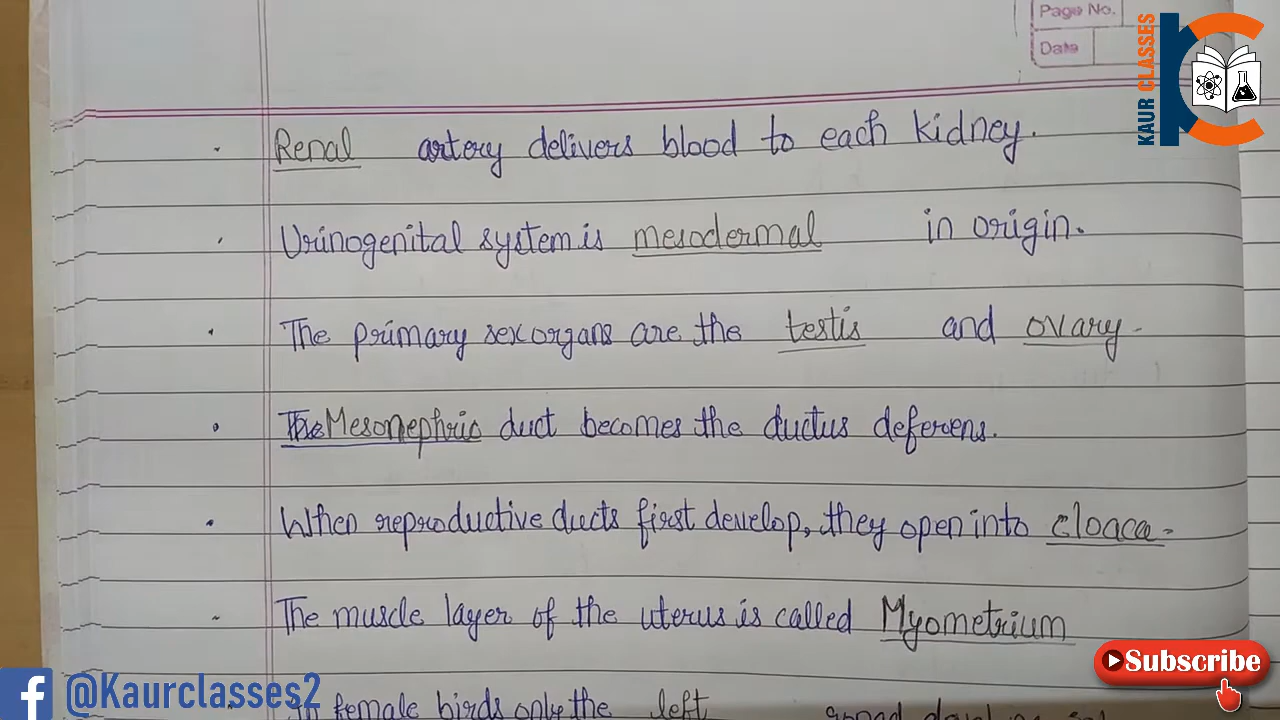 Page No.
Date
KAUR CLASSES
Renal artery delivers blood to each kidney.
Urinogenital system is mesodermal in origin.
The primary sex organs are the testis and ovary.
The Mesonephric duct becomes the ductus deferens.
When reproductive ducts first develop, they open into cloaca.
The muscle layer of the uterus is called Myometrium
Subscribe
@Kaurclasses2
In female birds only the left gonad